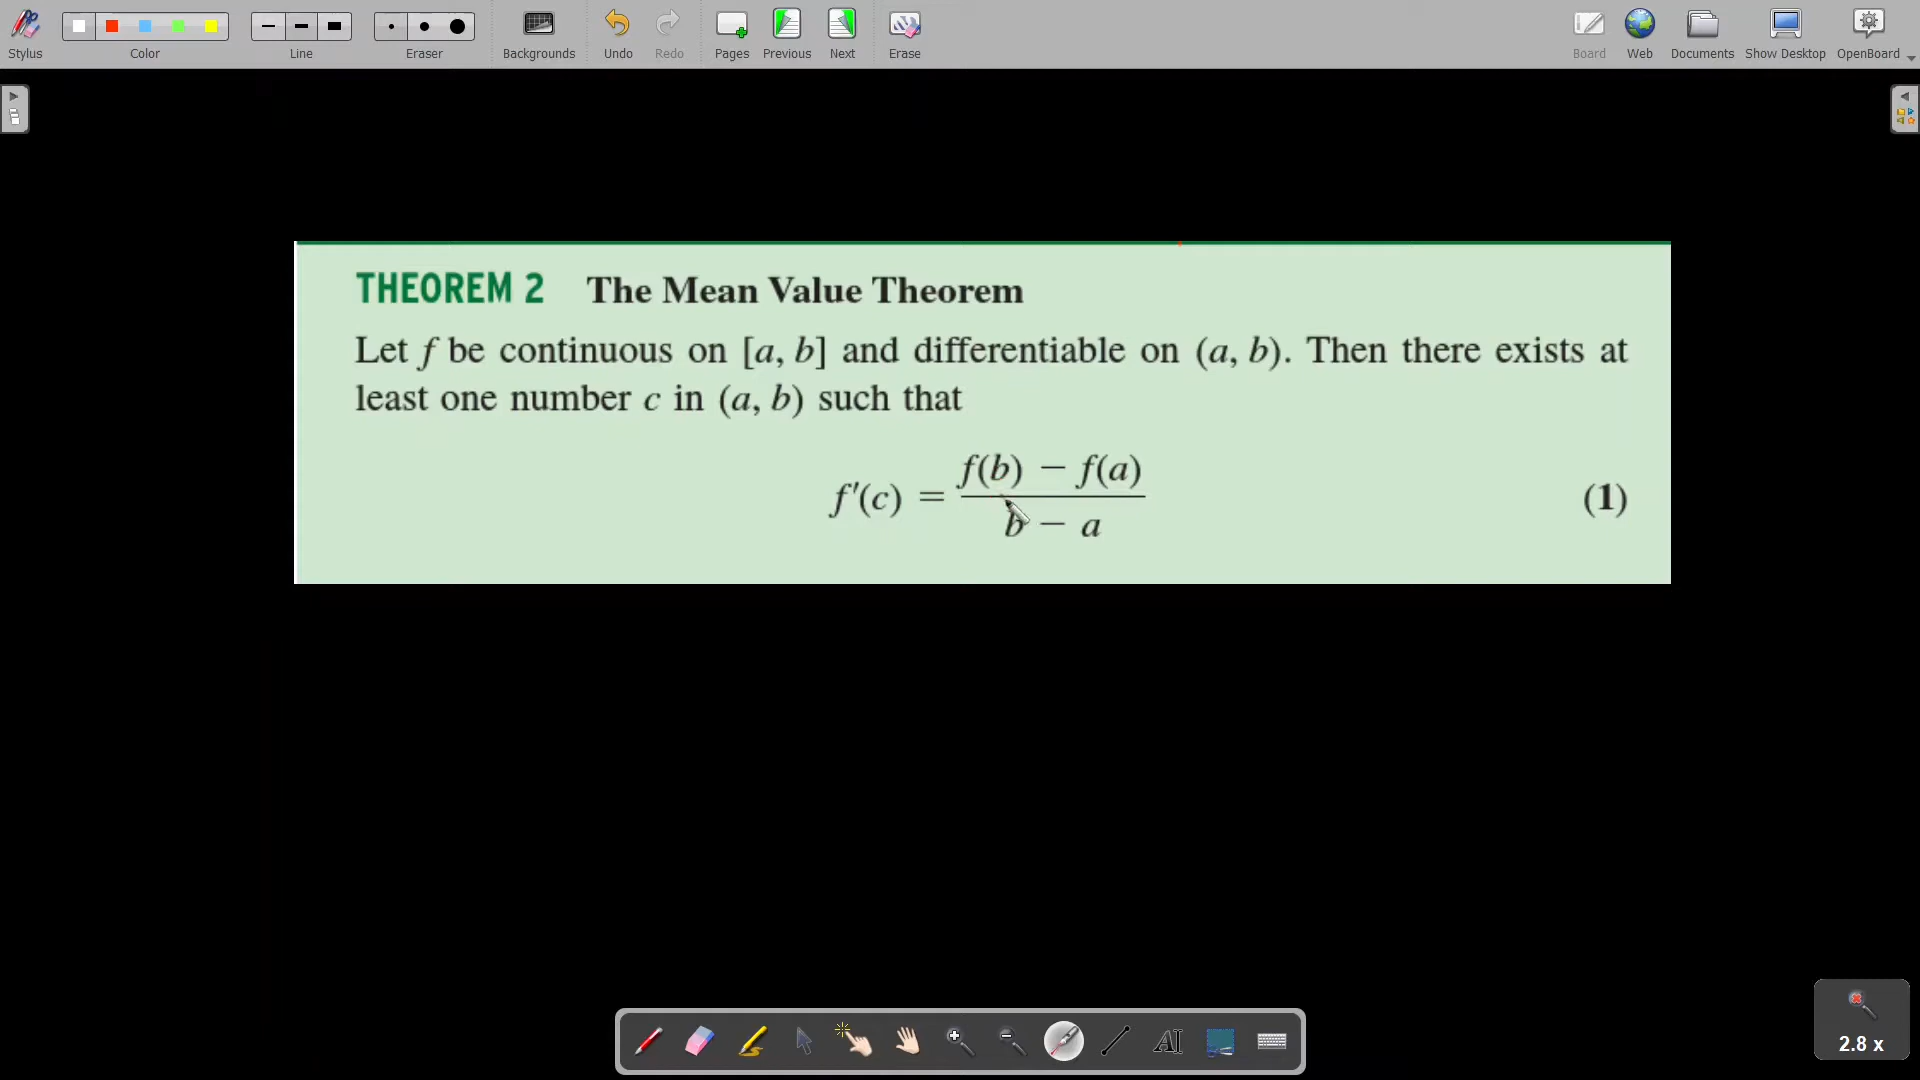 Stylus Color Line Eraser Backgrounds Undo Redo Pages Previous Next Erase Board Web Documents Show Desktop OpenBoard
THEOREM 2 The Mean Value Theorem
Let f be continuous on [a, b] and differentiable on (a, b). Then there exists at
least one number c in (a, b) such that
f'(c) = \frac{f(b) − f(a)}{b − a} (1)
AI
2.8 x